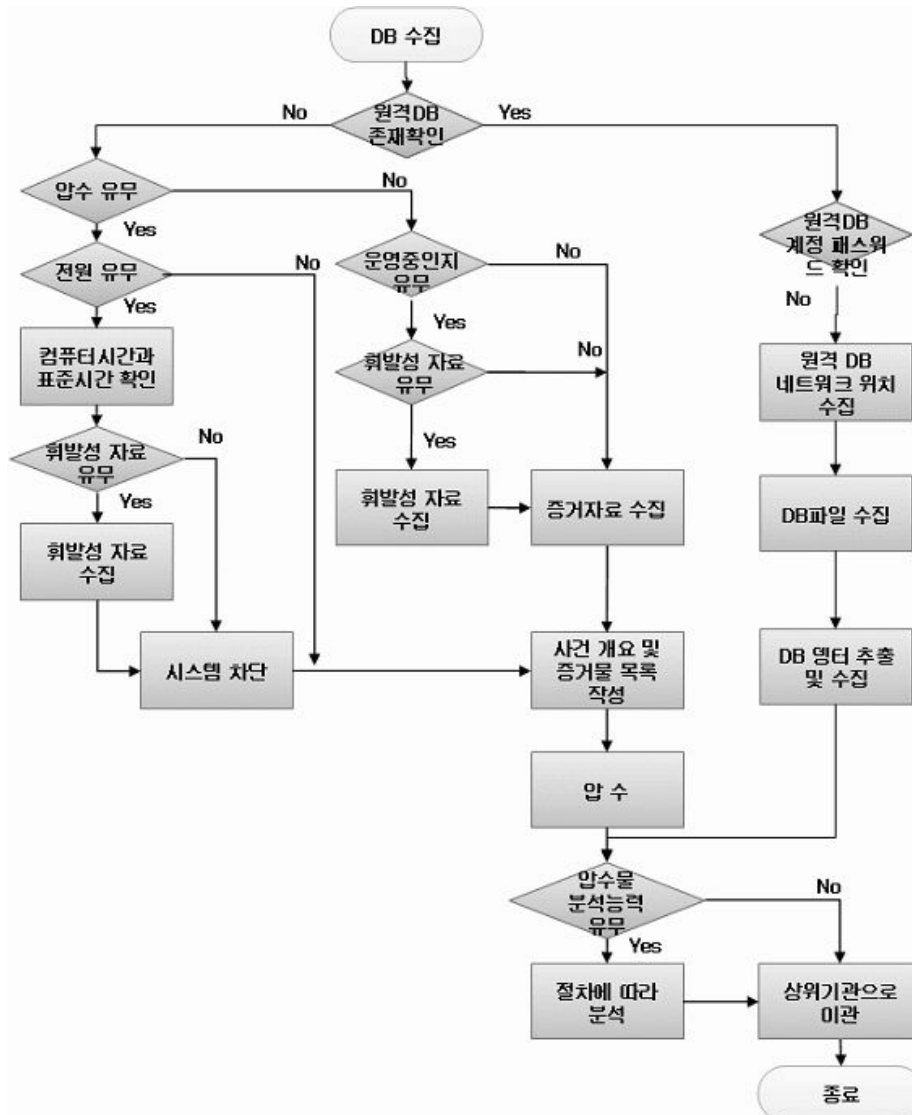 DB 수집
원격DB
존재확인
No
Yes
압수 유무
No
Yes
원격DB
계정 패스워
드 확인
No
전원 유무
No
Yes
운영중인지
유무
No
Yes
컴퓨터시간과
표준시간 확인
휘발성 자료
유무
No
Yes
원격 DB
네트워크 위치
수집
휘발성 자료
유무
No
Yes
휘발성 자료
수집
증거자료 수집
DB파일 수집
휘발성 자료
수집
시스템 차단
사건 개요 및
증거물 목록
작성
DB 뎅터 추출
및 수집
압 수
압수물
분석능력
유무
No
Yes
절차에 따라
분석
상위기관으로
이관
종료